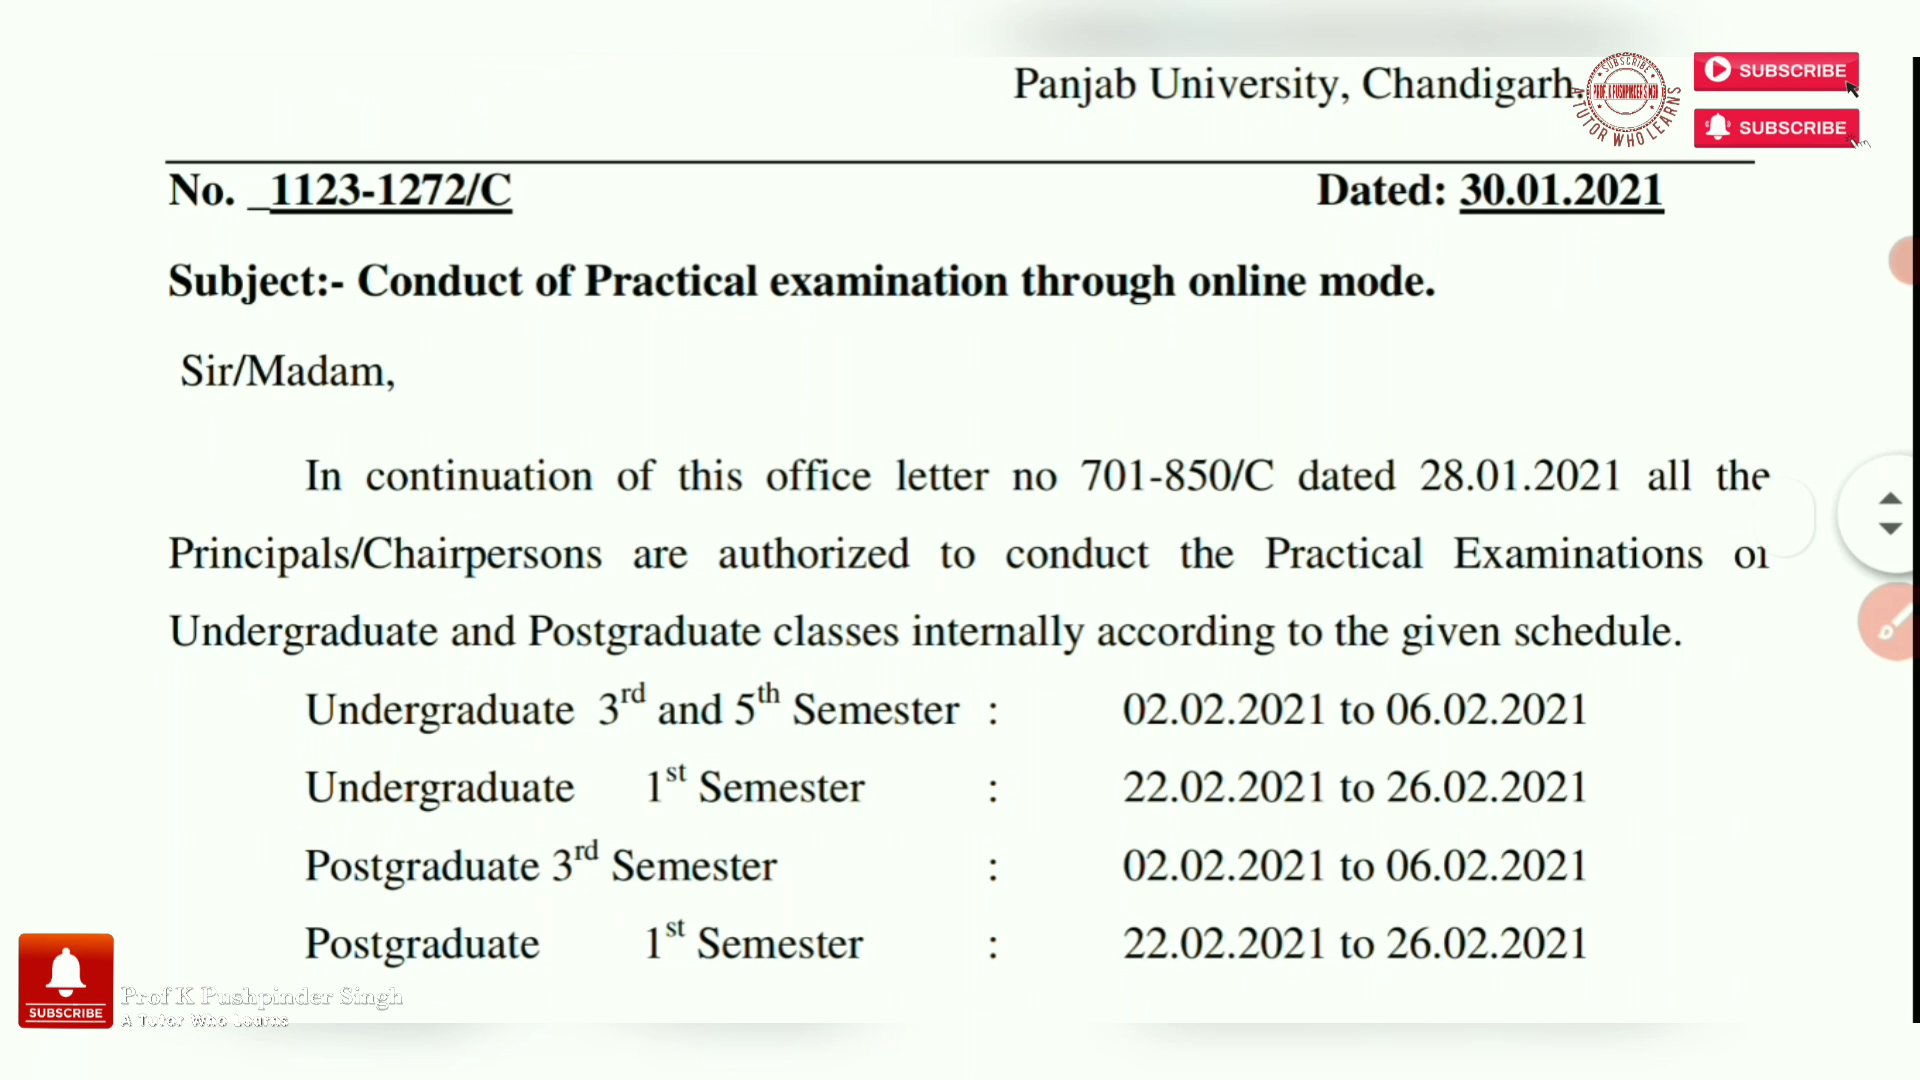 Panjab University, Chandigarh.
SUBSCRIBE
SUBSCRIBE
SUBSCRIBE
A TUTOR WHO LEARNS
No. _1123-1272/C Dated: 30.01.2021
Subject:- Conduct of Practical examination through online mode.
Sir/Madam,
In continuation of this office letter no 701-850/C dated 28.01.2021 all the
Principals/Chairpersons are authorized to conduct the Practical Examinations
Undergraduate and Postgraduate classes internally according to the given schedule.
Undergraduate 3rd and 5th Semester : 02.02.2021 to 06.02.2021
Undergraduate 1st Semester : 22.02.2021 to 26.02.2021
Postgraduate 3rd Semester : 02.02.2021 to 06.02.2021
Postgraduate 1st Semester : 22.02.2021 to 26.02.2021
SUBSCRIBE
Prof K Pushpinder Singh
A Tutor Who Learns